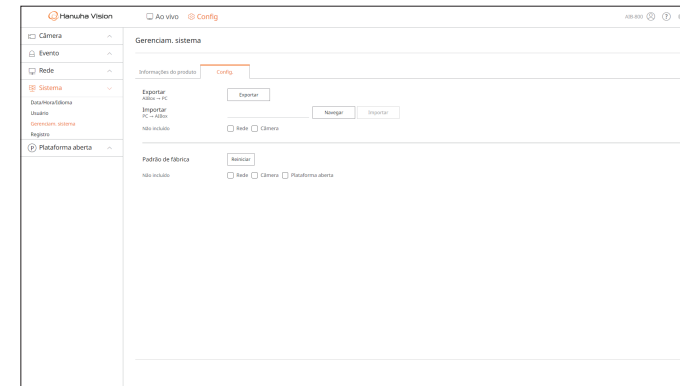 Hanwha Vision
Ao vivo
Config
AIB-800
Câmera
Evento
Rede
Sistema
Data/Hora/Idioma
Usuário
Gerenciam. sistema
Registro
Plataforma aberta
Gerenciam. sistema
Informações do produto
Config.
Exportar
AIBox → PC
Exportar
Importar
PC → AIBox
Navegar
Importar
Não incluído
Rede
Câmera
Padrão de fábrica
Reiniciar
Não incluído
Rede
Câmera
Plataforma aberta